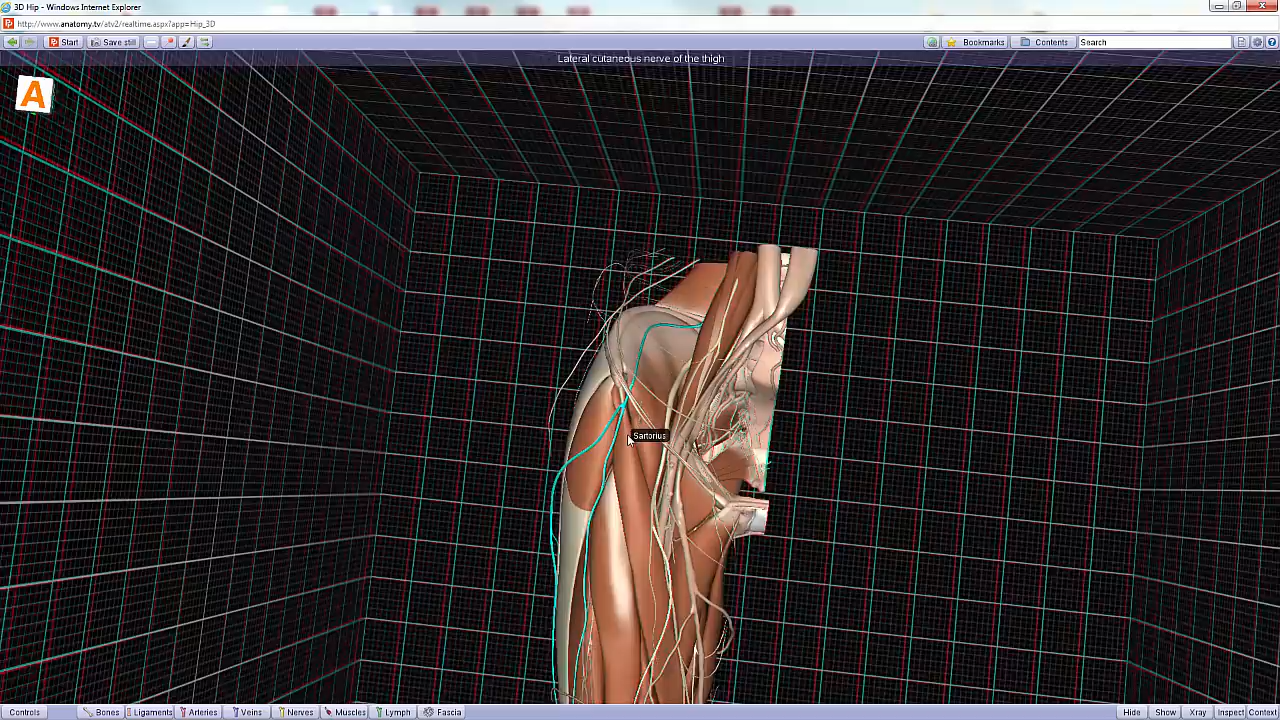 3D Hip - Windows Internet Explorer
http://www.anatomy.tv/atv2/realtime.aspx?app=Hip_3D
Start Save still Bookmarks Contents Search
Lateral cutaneous nerve of the thigh
A
Sartorius
Controls Bones Ligaments Arteries Veins Nerves Muscles Lymph Fascia Hide Show Xray Inspect Context